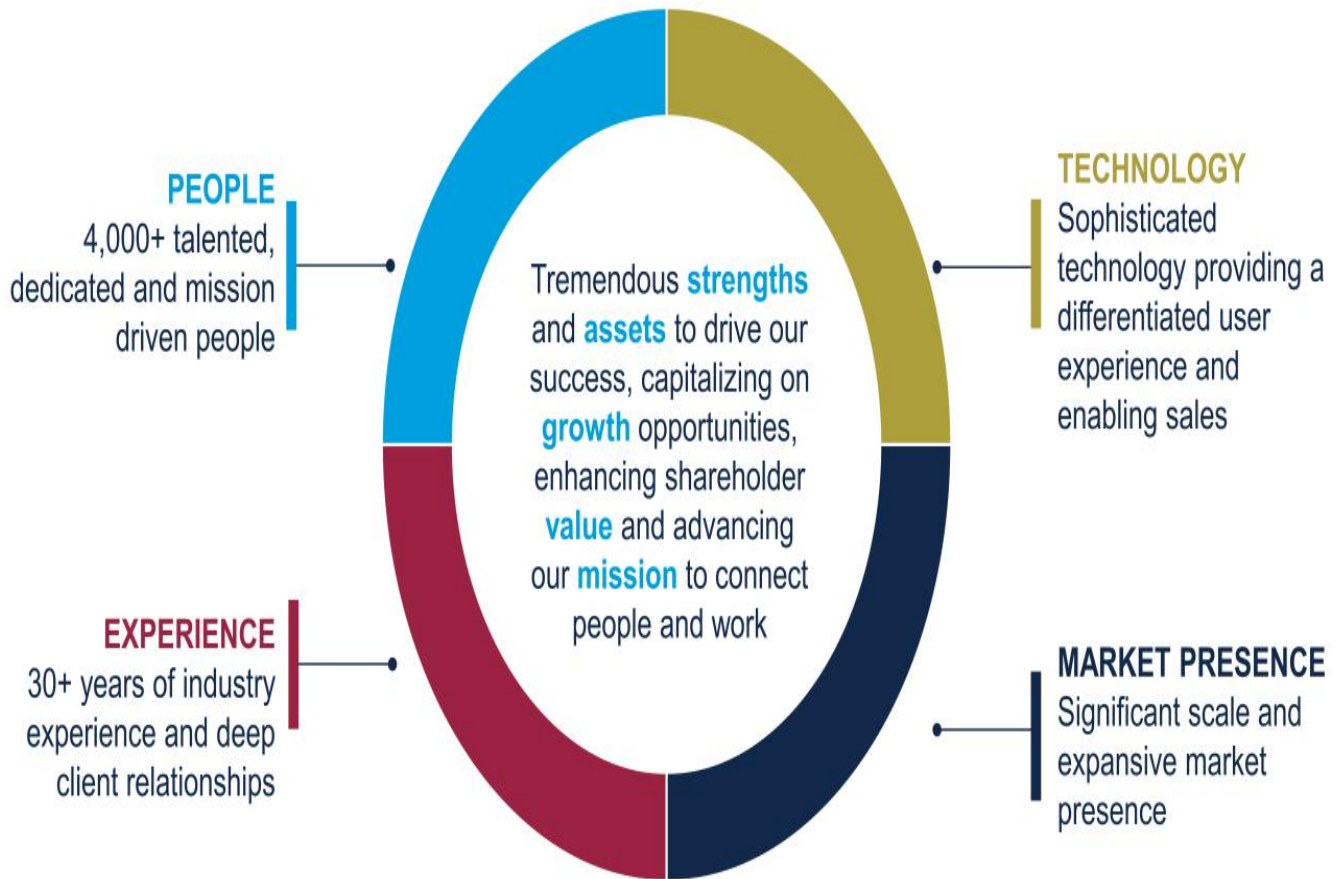 PEOPLE
4,000+ talented,
dedicated and mission
driven people
TECHNOLOGY
Sophisticated
technology providing a
differentiated user
experience and
enabling sales
Tremendous strengths
and assets to drive our
success, capitalizing on
growth opportunities,
enhancing shareholder
value and advancing
our mission to connect
people and work
EXPERIENCE
30+ years of industry
experience and deep
client relationships
MARKET PRESENCE
Significant scale and
expansive market
presence